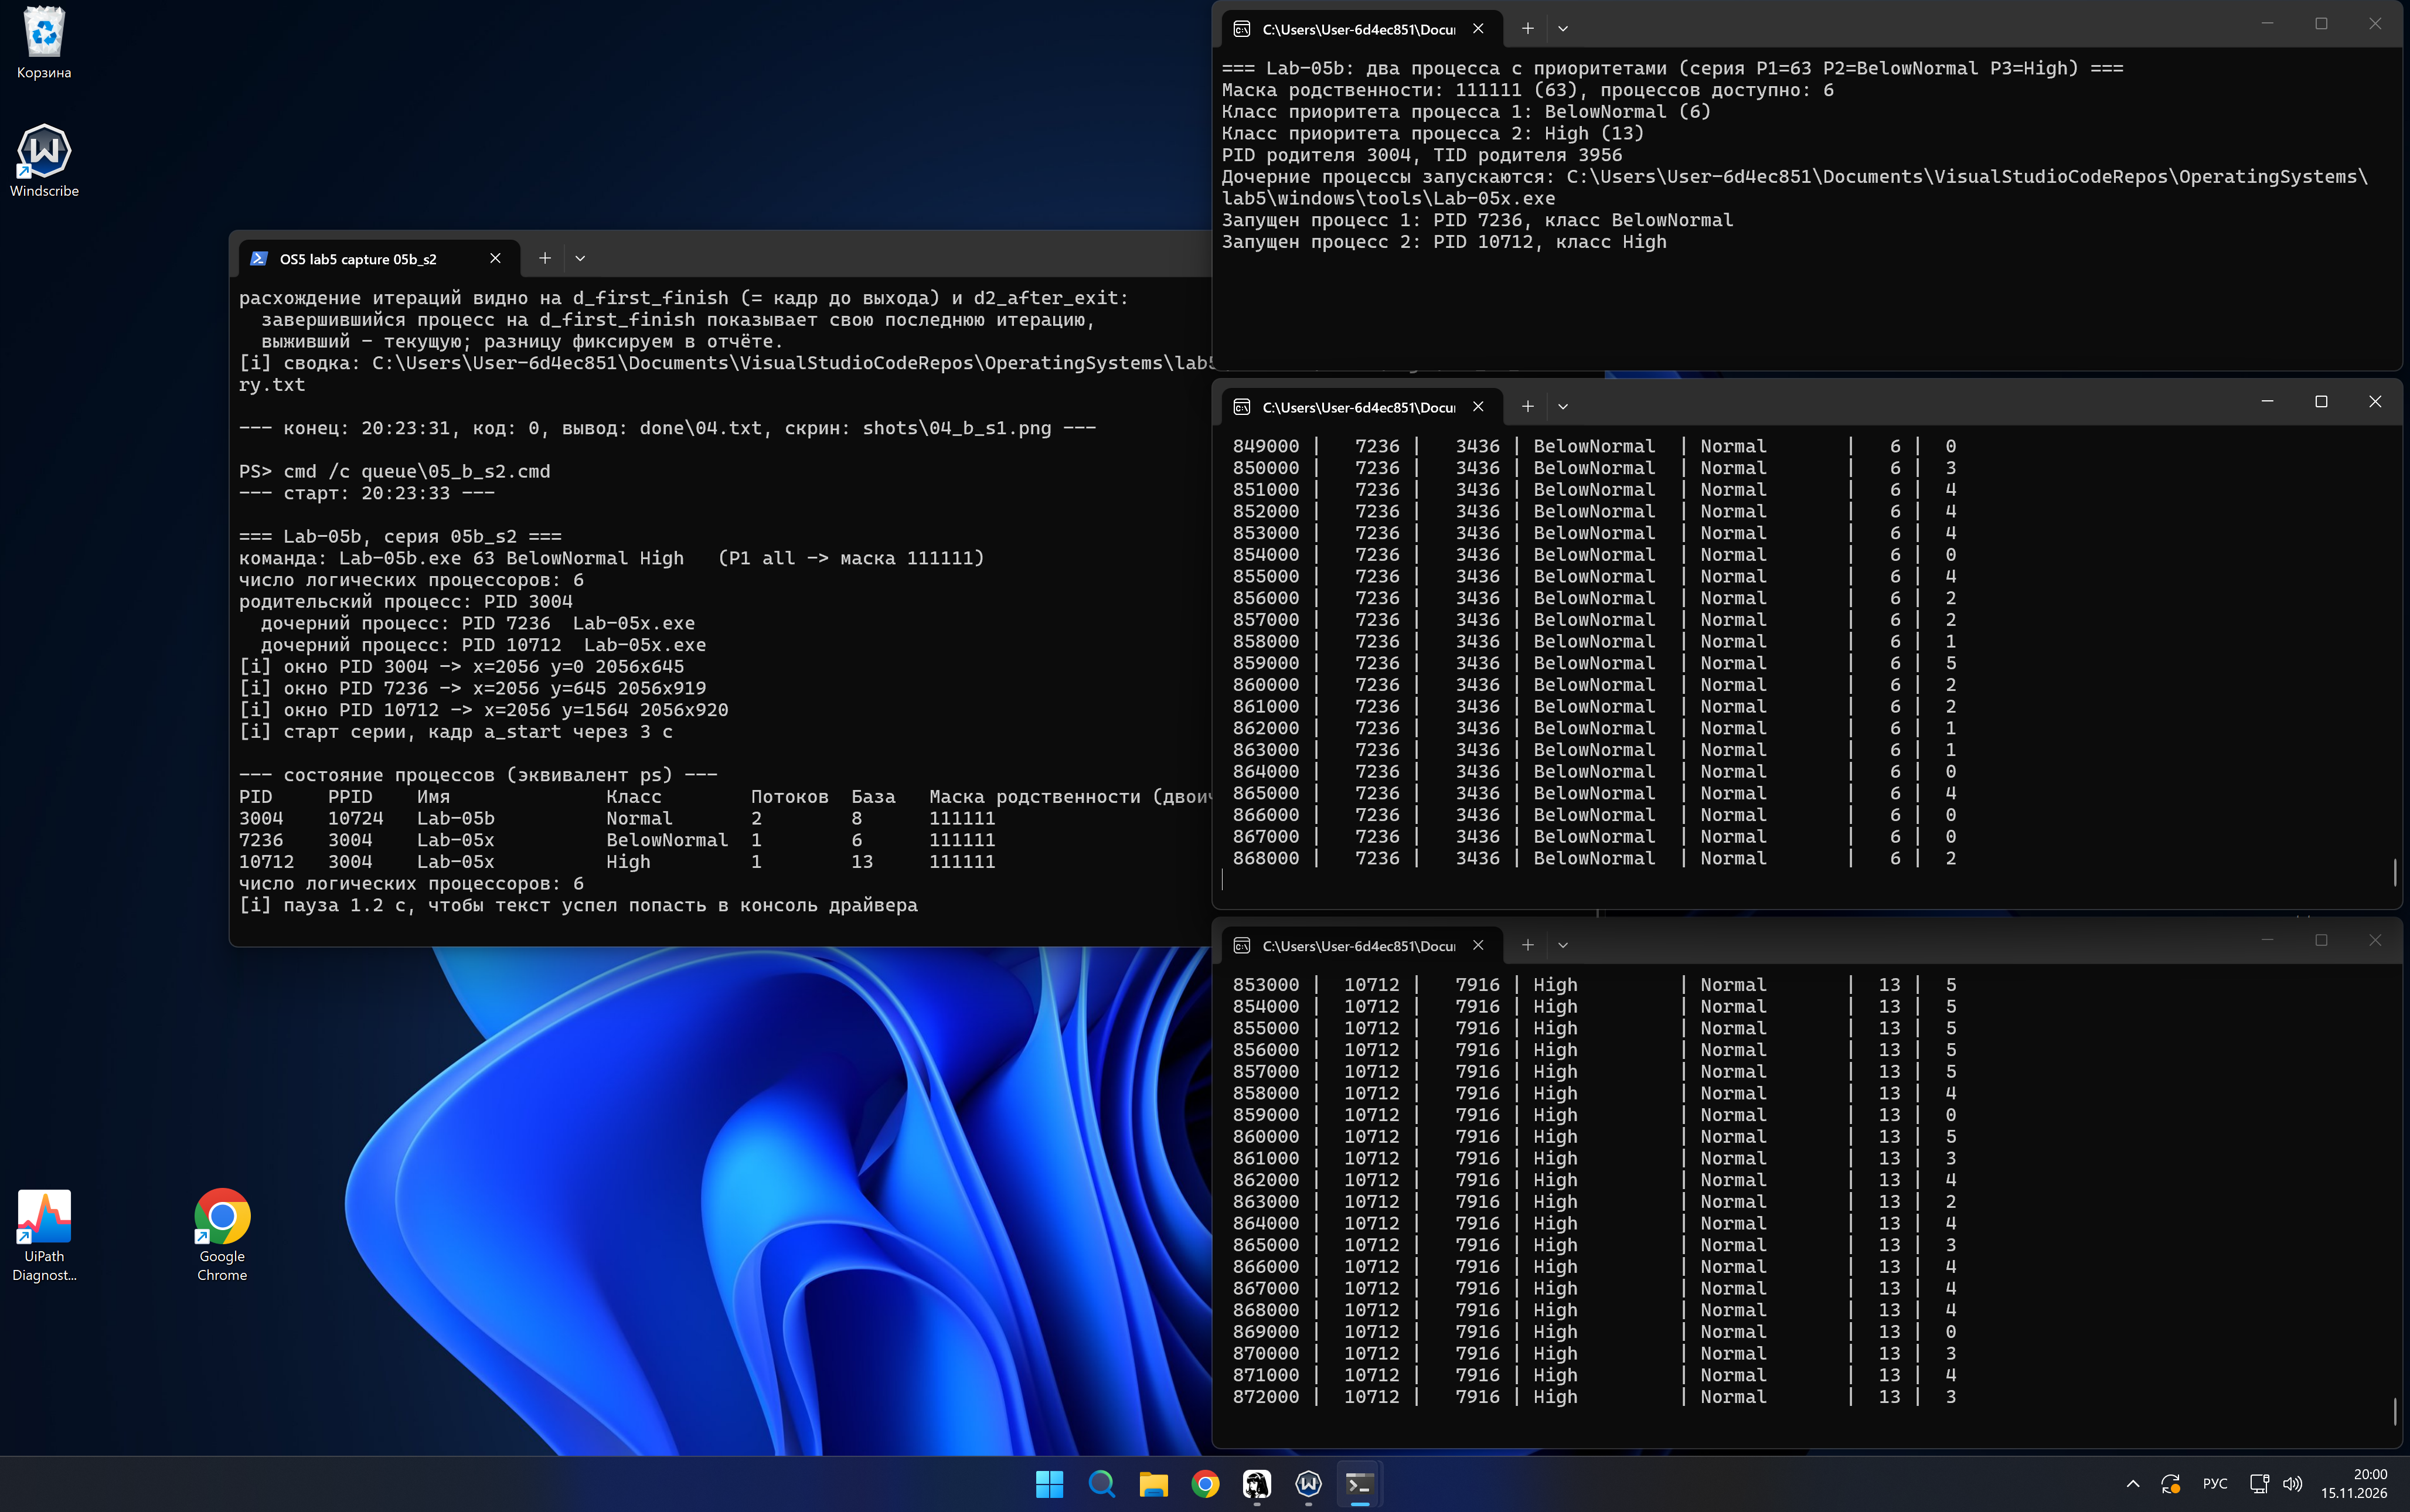 Корзина
Windscribe
OS5 lab5 capture 05b_s2
расхождение итераций видно на d_first_finish (= кадр до выхода) и d2_after_exit:
  завершившийся процесс на d_first_finish показывает свою последнюю итерацию,
  выживший – текущую; разницу фиксируем в отчёте.
[i] сводка: C:\Users\User-6d4ec851\Documents\VisualStudioCodeRepos\OperatingSystems\lab5
ry.txt
--- конец: 20:23:31, код: 0, вывод: done\04.txt, скрин: shots\04_b_s1.png ---
PS> cmd /c queue\05_b_s2.cmd
--- старт: 20:23:33 ---
=== Lab-05b, серия 05b_s2 ===
команда: Lab-05b.exe 63 BelowNormal High   (P1 all -> маска 111111)
число логических процессоров: 6
родительский процесс: PID 3004
  дочерний процесс: PID 7236  Lab-05x.exe
  дочерний процесс: PID 10712  Lab-05x.exe
[i] окно PID 3004 -> x=2056 y=0 2056x645
[i] окно PID 7236 -> x=2056 y=645 2056x919
[i] окно PID 10712 -> x=2056 y=1564 2056x920
[i] старт серии, кадр a_start через 3 с
--- состояние процессов (эквивалент ps) ---
PID     PPID    Имя              Класс        Потоков  База   Маска родственности (двоич
3004    10724   Lab-05b          Normal       2        8      111111
7236    3004    Lab-05x          BelowNormal  1        6      111111
10712   3004    Lab-05x          High         1        13     111111
число логических процессоров: 6
[i] пауза 1.2 с, чтобы текст успел попасть в консоль драйвера
C:\Users\User-6d4ec851\Docu
=== Lab-05b: два процесса с приоритетами (серия P1=63 P2=BelowNormal P3=High) ===
Маска родственности: 111111 (63), процессов доступно: 6
Класс приоритета процесса 1: BelowNormal (6)
Класс приоритета процесса 2: High (13)
PID родителя 3004, TID родителя 3956
Дочерние процессы запускаются: C:\Users\User-6d4ec851\Documents\VisualStudioCodeRepos\OperatingSystems\
lab5\windows\tools\Lab-05x.exe
Запущен процесс 1: PID 7236, класс BelowNormal
Запущен процесс 2: PID 10712, класс High
C:\Users\User-6d4ec851\Docu
849000 |   7236 |   3436 | BelowNormal  | Normal       |   6 |  0
850000 |   7236 |   3436 | BelowNormal  | Normal       |   6 |  3
851000 |   7236 |   3436 | BelowNormal  | Normal       |   6 |  4
852000 |   7236 |   3436 | BelowNormal  | Normal       |   6 |  4
853000 |   7236 |   3436 | BelowNormal  | Normal       |   6 |  4
854000 |   7236 |   3436 | BelowNormal  | Normal       |   6 |  0
855000 |   7236 |   3436 | BelowNormal  | Normal       |   6 |  4
856000 |   7236 |   3436 | BelowNormal  | Normal       |   6 |  2
857000 |   7236 |   3436 | BelowNormal  | Normal       |   6 |  2
858000 |   7236 |   3436 | BelowNormal  | Normal       |   6 |  1
859000 |   7236 |   3436 | BelowNormal  | Normal       |   6 |  5
860000 |   7236 |   3436 | BelowNormal  | Normal       |   6 |  2
861000 |   7236 |   3436 | BelowNormal  | Normal       |   6 |  2
862000 |   7236 |   3436 | BelowNormal  | Normal       |   6 |  1
863000 |   7236 |   3436 | BelowNormal  | Normal       |   6 |  1
864000 |   7236 |   3436 | BelowNormal  | Normal       |   6 |  0
865000 |   7236 |   3436 | BelowNormal  | Normal       |   6 |  4
866000 |   7236 |   3436 | BelowNormal  | Normal       |   6 |  0
867000 |   7236 |   3436 | BelowNormal  | Normal       |   6 |  0
868000 |   7236 |   3436 | BelowNormal  | Normal       |   6 |  2
C:\Users\User-6d4ec851\Docu
853000 |  10712 |   7916 | High         | Normal       |  13 |  5
854000 |  10712 |   7916 | High         | Normal       |  13 |  5
855000 |  10712 |   7916 | High         | Normal       |  13 |  5
856000 |  10712 |   7916 | High         | Normal       |  13 |  5
857000 |  10712 |   7916 | High         | Normal       |  13 |  5
858000 |  10712 |   7916 | High         | Normal       |  13 |  4
859000 |  10712 |   7916 | High         | Normal       |  13 |  0
860000 |  10712 |   7916 | High         | Normal       |  13 |  5
861000 |  10712 |   7916 | High         | Normal       |  13 |  3
862000 |  10712 |   7916 | High         | Normal       |  13 |  4
863000 |  10712 |   7916 | High         | Normal       |  13 |  2
864000 |  10712 |   7916 | High         | Normal       |  13 |  4
865000 |  10712 |   7916 | High         | Normal       |  13 |  3
866000 |  10712 |   7916 | High         | Normal       |  13 |  4
867000 |  10712 |   7916 | High         | Normal       |  13 |  4
868000 |  10712 |   7916 | High         | Normal       |  13 |  4
869000 |  10712 |   7916 | High         | Normal       |  13 |  0
870000 |  10712 |   7916 | High         | Normal       |  13 |  3
871000 |  10712 |   7916 | High         | Normal       |  13 |  4
872000 |  10712 |   7916 | High         | Normal       |  13 |  3
UiPath
Diagnost...
Google
Chrome
РУС
20:00
15.11.2026